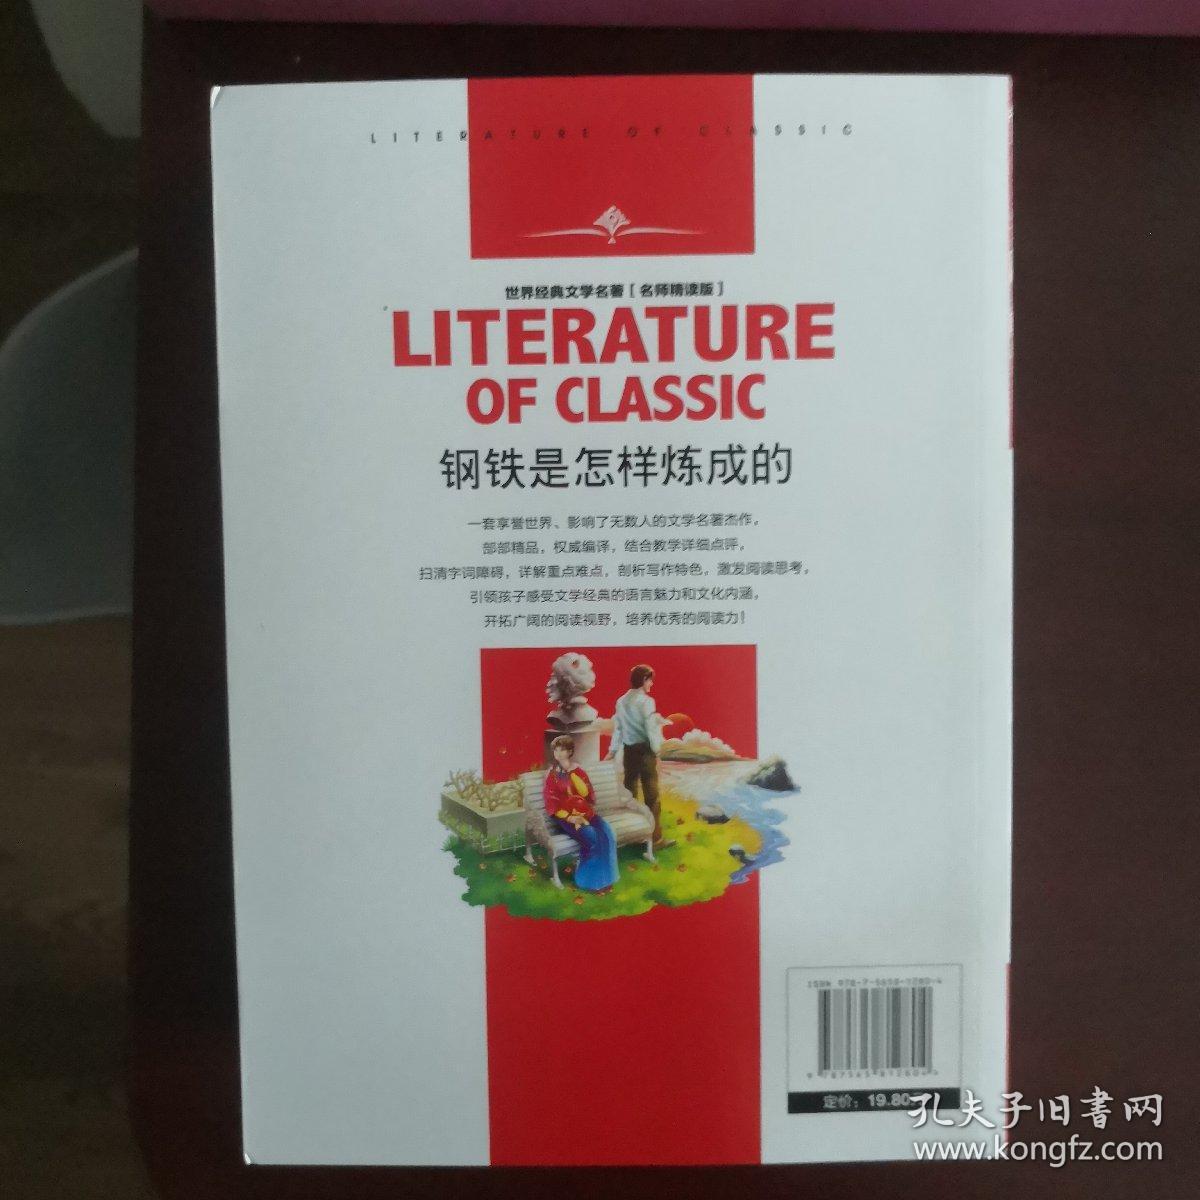 LITERATURE OF CLASSIC
世界经典文学名著［名师精读版］
LITERATURE
OF CLASSIC
钢铁是怎样炼成的
一套享誉世界、影响了无数人的文学名著杰作。
部部精品，权威编译，结合教学详细点评。
扫清字词障碍，详解重点难点，剖析写作特色，激发阅读思考。
引领孩子感受文学经典的语言魅力和文化内涵。
开拓广阔的阅读视野，培养优秀的阅读力！
ISBN
定价：19.80
孔夫子旧書网
www.kongfz.com